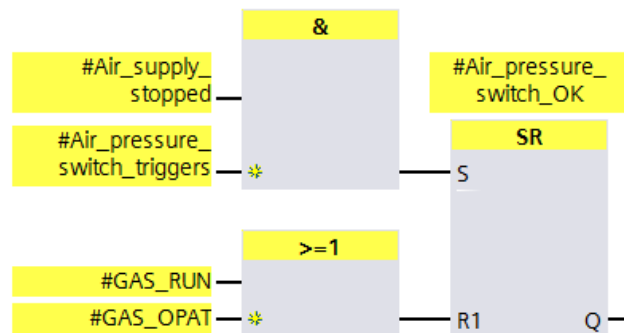 &
#Air_supply_
stopped
#Air_pressure_
switch_OK
#Air_pressure_
switch_triggers
SR
S
>=1
#GAS_RUN
#GAS_OPAT
R1
Q